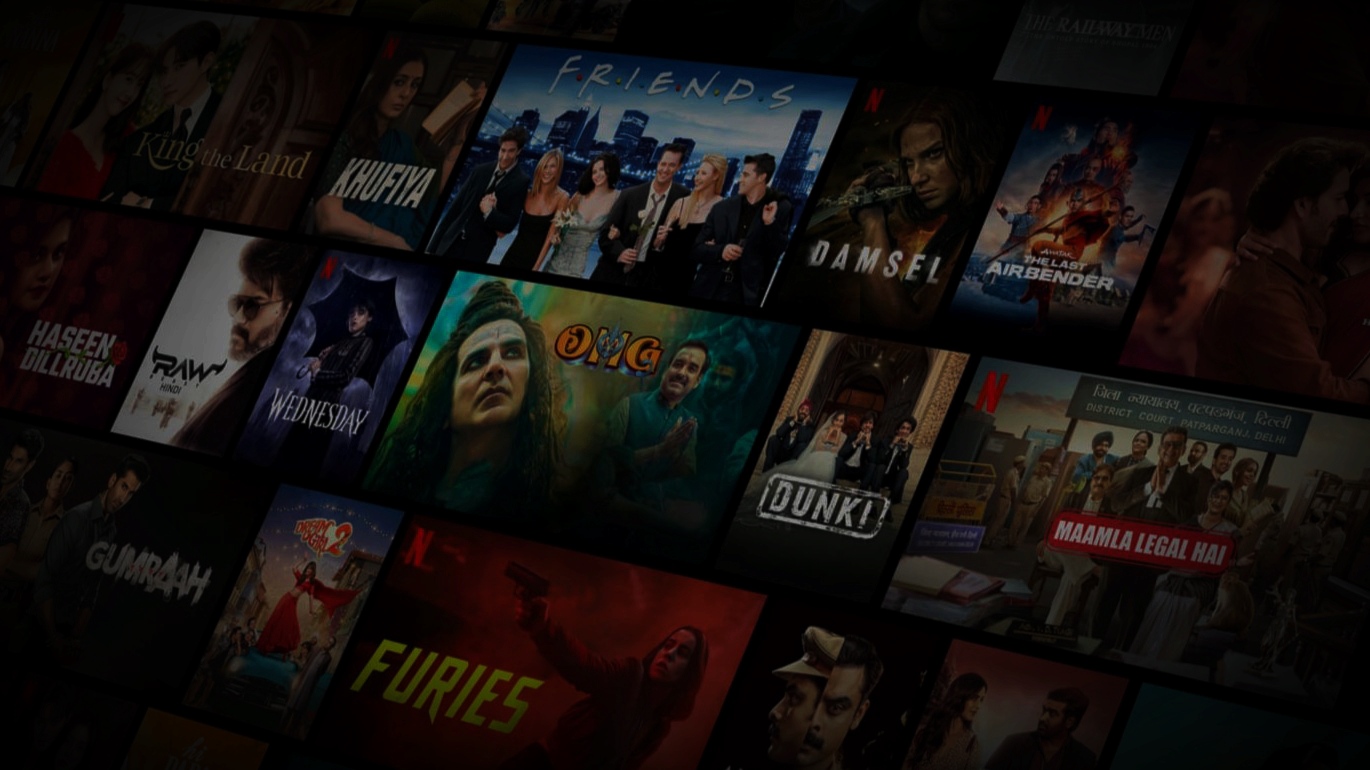 THE RAILWAY MEN
King the Land
KHUFIYA
F·R·I·E·N·D·S
DAMSEL
AVATAR
THE LAST
AIRBENDER
HASEEN
DILLRUBA
RAW
HINDI
WEDNESDAY
OMG
DUNKI
जिला न्यायालय, पटपड़गंज, दिल्ली
DISTRICT COURT PATPARGANJ, DELHI
MAAMLA LEGAL HAI
GUMRAAH
DREAM
GIRL 2
FURIES